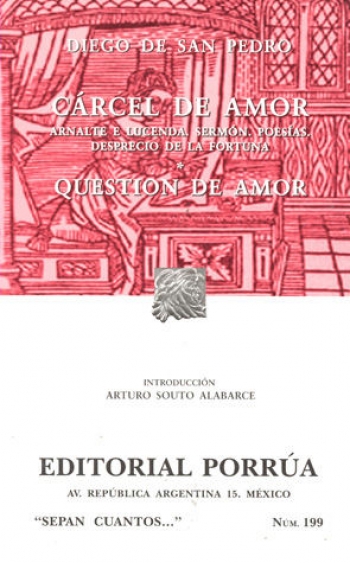 DIEGO DE SAN PEDRO
CÁRCEL DE AMOR
ARNALTE E LUCENDA. SERMÓN. POESÍAS.
DESPRECIO DE LA FORTUNA
*
QUESTION DE AMOR
INTRODUCCIÓN
ARTURO SOUTO ALABARCE
EDITORIAL PORRÚA
AV. REPÚBLICA ARGENTINA 15. MÉXICO
"SEPAN CUANTOS..." NÚM. 199